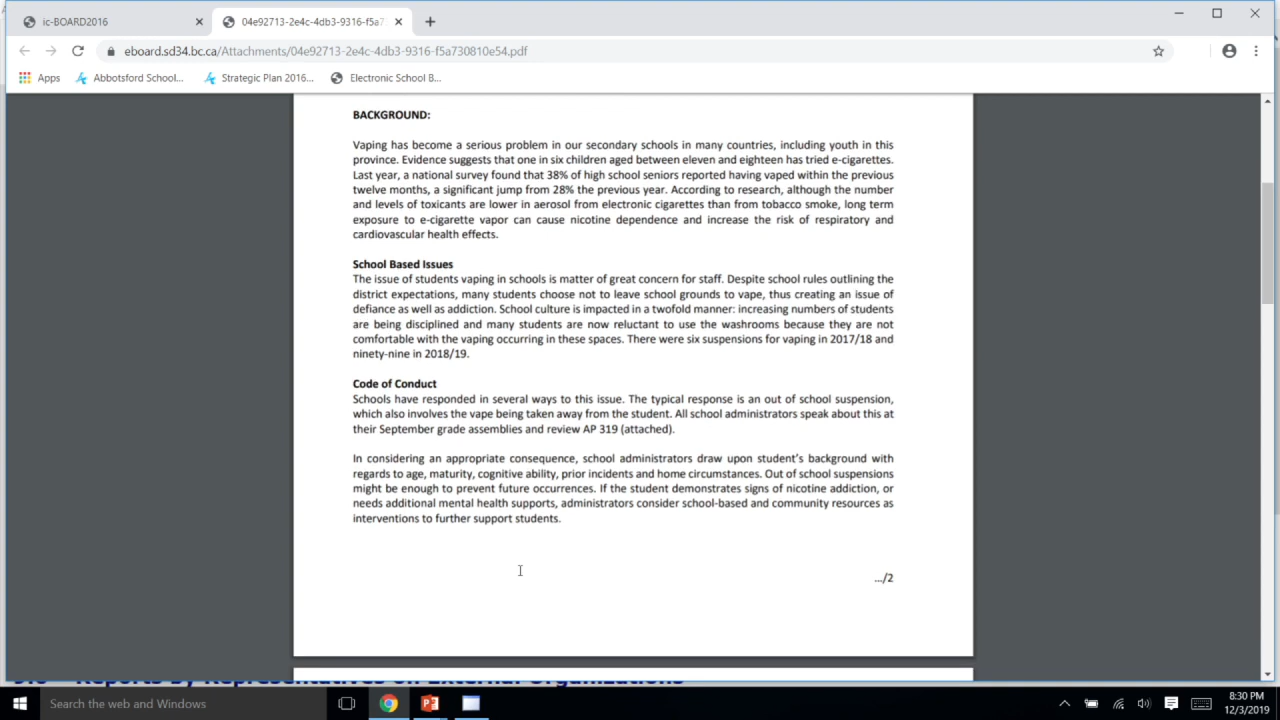 ic-BOARD2016
04e92713-2e4c-4db3-9316-f5a7
eboard.sd34.bc.ca/Attachments/04e92713-2e4c-4db3-9316-f5a730810e54.pdf
Apps
Abbotsford School...
Strategic Plan 2016...
Electronic School B...
BACKGROUND:
Vaping has become a serious problem in our secondary schools in many countries, including youth in this
province. Evidence suggests that one in six children aged between eleven and eighteen has tried e-cigarettes.
Last year, a national survey found that 38% of high school seniors reported having vaped within the previous
twelve months, a significant jump from 28% the previous year. According to research, although the number
and levels of toxicants are lower in aerosol from electronic cigarettes than from tobacco smoke, long term
exposure to e-cigarette vapor can cause nicotine dependence and increase the risk of respiratory and
cardiovascular health effects.
School Based Issues
The issue of students vaping in schools is matter of great concern for staff. Despite school rules outlining the
district expectations, many students choose not to leave school grounds to vape, thus creating an issue of
defiance as well as addiction. School culture is impacted in a twofold manner: increasing numbers of students
are being disciplined and many students are now reluctant to use the washrooms because they are not
comfortable with the vaping occurring in these spaces. There were six suspensions for vaping in 2017/18 and
ninety-nine in 2018/19.
Code of Conduct
Schools have responded in several ways to this issue. The typical response is an out of school suspension,
which also involves the vape being taken away from the student. All school administrators speak about this at
their September grade assemblies and review AP 319 (attached).
In considering an appropriate consequence, school administrators draw upon student's background with
regards to age, maturity, cognitive ability, prior incidents and home circumstances. Out of school suspensions
might be enough to prevent future occurrences. If the student demonstrates signs of nicotine addiction, or
needs additional mental health supports, administrators consider school-based and community resources as
interventions to further support students.
.../2
Reports by Representatives on External Organizations
Search the web and Windows
8:30 PM
12/3/2019